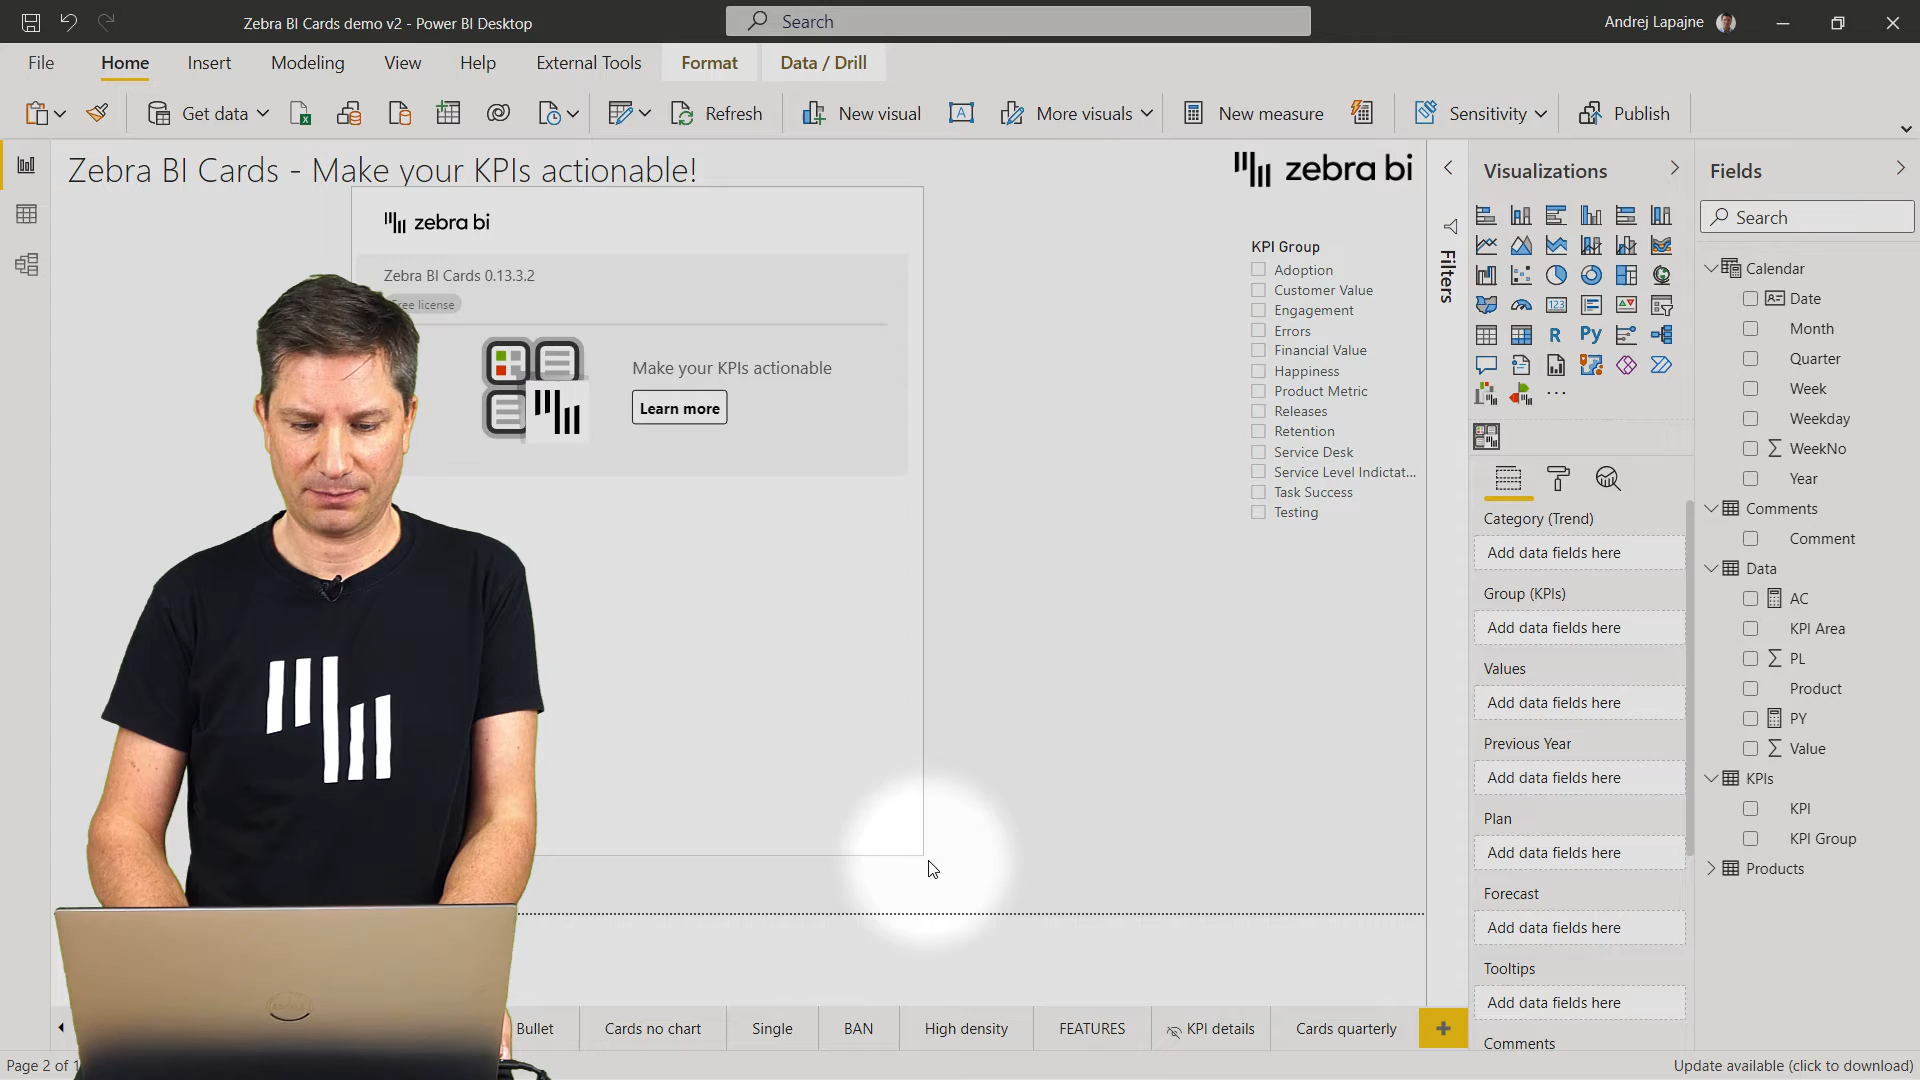 Zebra BI Cards demo v2 - Power BI Desktop
Search
Andrej Lapajne
File
Home
Insert
Modeling
View
Help
External Tools
Format
Data / Drill
Get data
Refresh
New visual
More visuals
New measure
Sensitivity
Publish
Zebra BI Cards - Make your KPIs actionable!
zebra bi
zebra bi
Zebra BI Cards 0.13.3.2
Free license
Make your KPIs actionable
Learn more
KPI Group
Adoption
Customer Value
Engagement
Errors
Financial Value
Happiness
Product Metric
Releases
Retention
Service Desk
Service Level Indictat...
Task Success
Testing
Filters
Visualizations
123
R
Py
Category (Trend)
Add data fields here
Group (KPIs)
Add data fields here
Values
Add data fields here
Previous Year
Add data fields here
Plan
Add data fields here
Forecast
Add data fields here
Tooltips
Add data fields here
Comments
Fields
Search
Calendar
Date
Month
Quarter
Week
Weekday
WeekNo
Year
Comments
Comment
Data
AC
KPI Area
PL
Product
PY
Value
KPIs
KPI
KPI Group
Products
Bullet
Cards no chart
Single
BAN
High density
FEATURES
KPI details
Cards quarterly
Page 2 of 1
Update available (click to download)